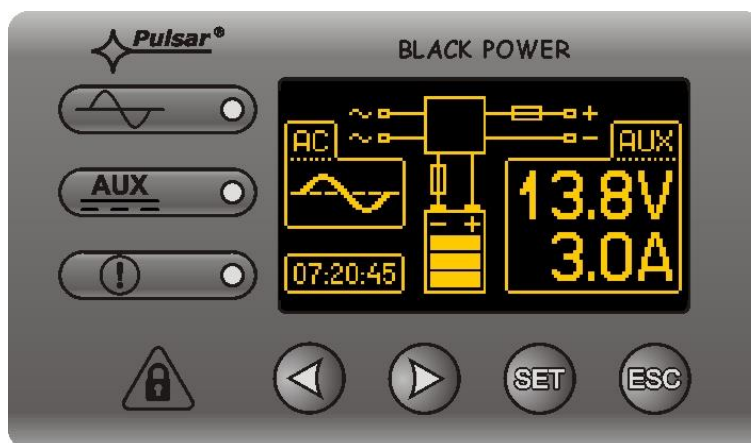 Pulsar®
BLACK POWER
AUX
!
~ +
~ -
AC
AUX
- +
13.8V
3.0A
07:20:45
SET
ESC